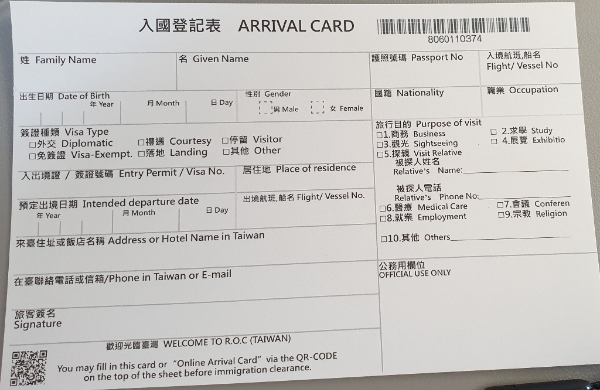 入國登記表 ARRIVAL CARD
8060110374
姓 Family Name
名 Given Name
護照號碼 Passport No
入境航班.船名
Flight/ Vessel No
出生日期 Date of Birth
年 Year 月 Month 日 Day
性別 Gender
男 Male 女 Female
國籍 Nationality
職業 Occupation
簽證種類 Visa Type
□外交 Diplomatic □禮遇 Courtesy □停留 Visitor
□免簽證 Visa-Exempt. □落地 Landing □其他 Other
旅行目的 Purpose of visit
□1.商務 Business □ 2.求學 Study
□3.觀光 Sightseeing □ 4.展覽 Exhibitio
□5.探親 Visit Relative
被探人姓名
Relative's Name:
被探人電話
Relative's Phone No:
□6.醫療 Medical Care □7.會議 Conferen
□8.就業 Employment □9.宗教 Religion
□10.其他 Others
入出境證 / 簽證號碼 Entry Permit / Visa No.
居住地 Place of residence
預定出境日期 Intended departure date
年 Year 月 Month 日 Day
出境航班.船名 Flight/ Vessel No.
來臺住址或飯店名稱 Address or Hotel Name in Taiwan
在臺聯絡電話或信箱/Phone in Taiwan or E-mail
公務用欄位
OFFICIAL USE ONLY
旅客簽名
Signature
歡迎光臨臺灣 WELCOME TO R.O.C (TAIWAN)
You may fill in this card or “Online Arrival Card” via the QR-CODE
on the top of the sheet before immigration clearance.